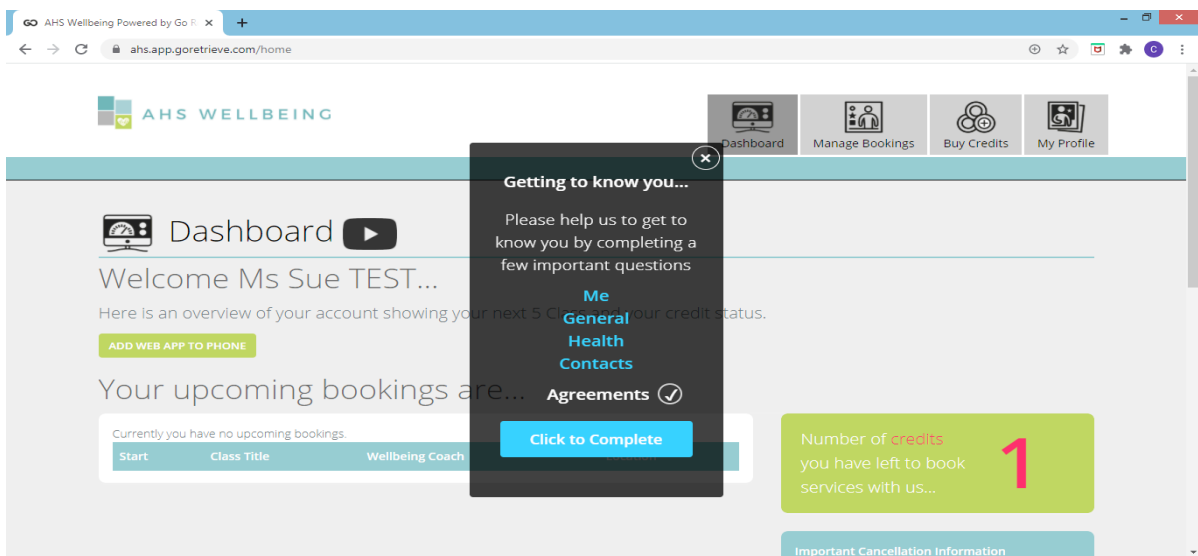 GO AHS Wellbeing Powered by Go R
ahs.app.goretrieve.com/home
C
AHS WELLBEING
Dashboard Manage Bookings Buy Credits My Profile
Getting to know you...
Please help us to get to
know you by completing a
few important questions
Me
General
Health
Contacts
Agreements
Click to Complete
Dashboard
Welcome Ms Sue TEST...
Here is an overview of your account showing your next 5 Class and your credit status.
ADD WEB APP TO PHONE
Your upcoming bookings are...
Currently you have no upcoming bookings.
Start Class Title Wellbeing Coach Location
Number of credits
you have left to book
services with us...
1
Important Cancellation Information